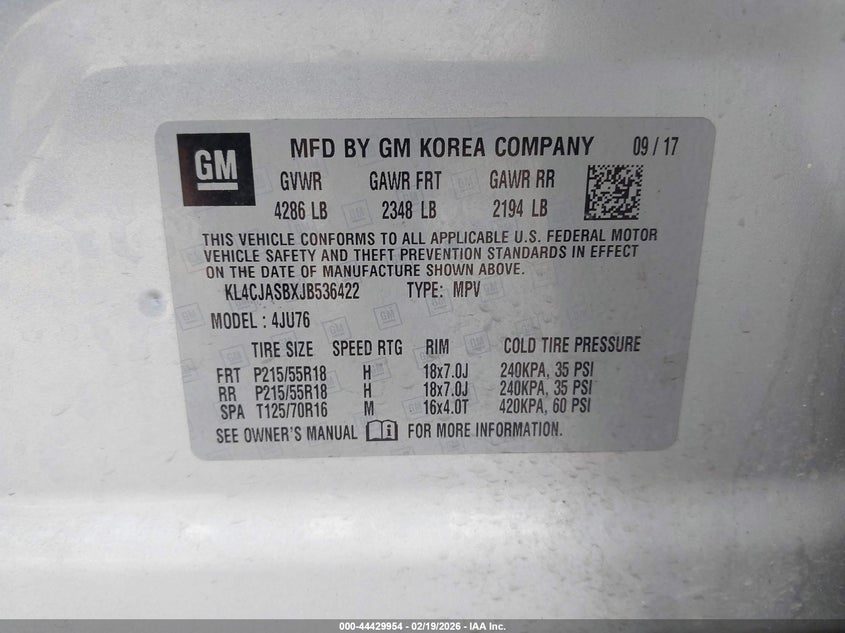 GM MFD BY GM KOREA COMPANY 09 / 17
GVWR GAWR FRT GAWR RR
4286 LB 2348 LB 2194 LB
THIS VEHICLE CONFORMS TO ALL APPLICABLE U.S. FEDERAL MOTOR
VEHICLE SAFETY AND THEFT PREVENTION STANDARDS IN EFFECT
ON THE DATE OF MANUFACTURE SHOWN ABOVE.
KL4CJASBXJB536422 TYPE: MPV
MODEL : 4JU76
TIRE SIZE SPEED RTG RIM COLD TIRE PRESSURE
FRT P215/55R18 H 18x7.0J 240KPA, 35 PSI
RR P215/55R18 H 18x7.0J 240KPA, 35 PSI
SPA T125/70R16 M 16x4.0T 420KPA, 60 PSI
SEE OWNER'S MANUAL FOR MORE INFORMATION.
000-44429954 - 02/19/2026 - IAA Inc.